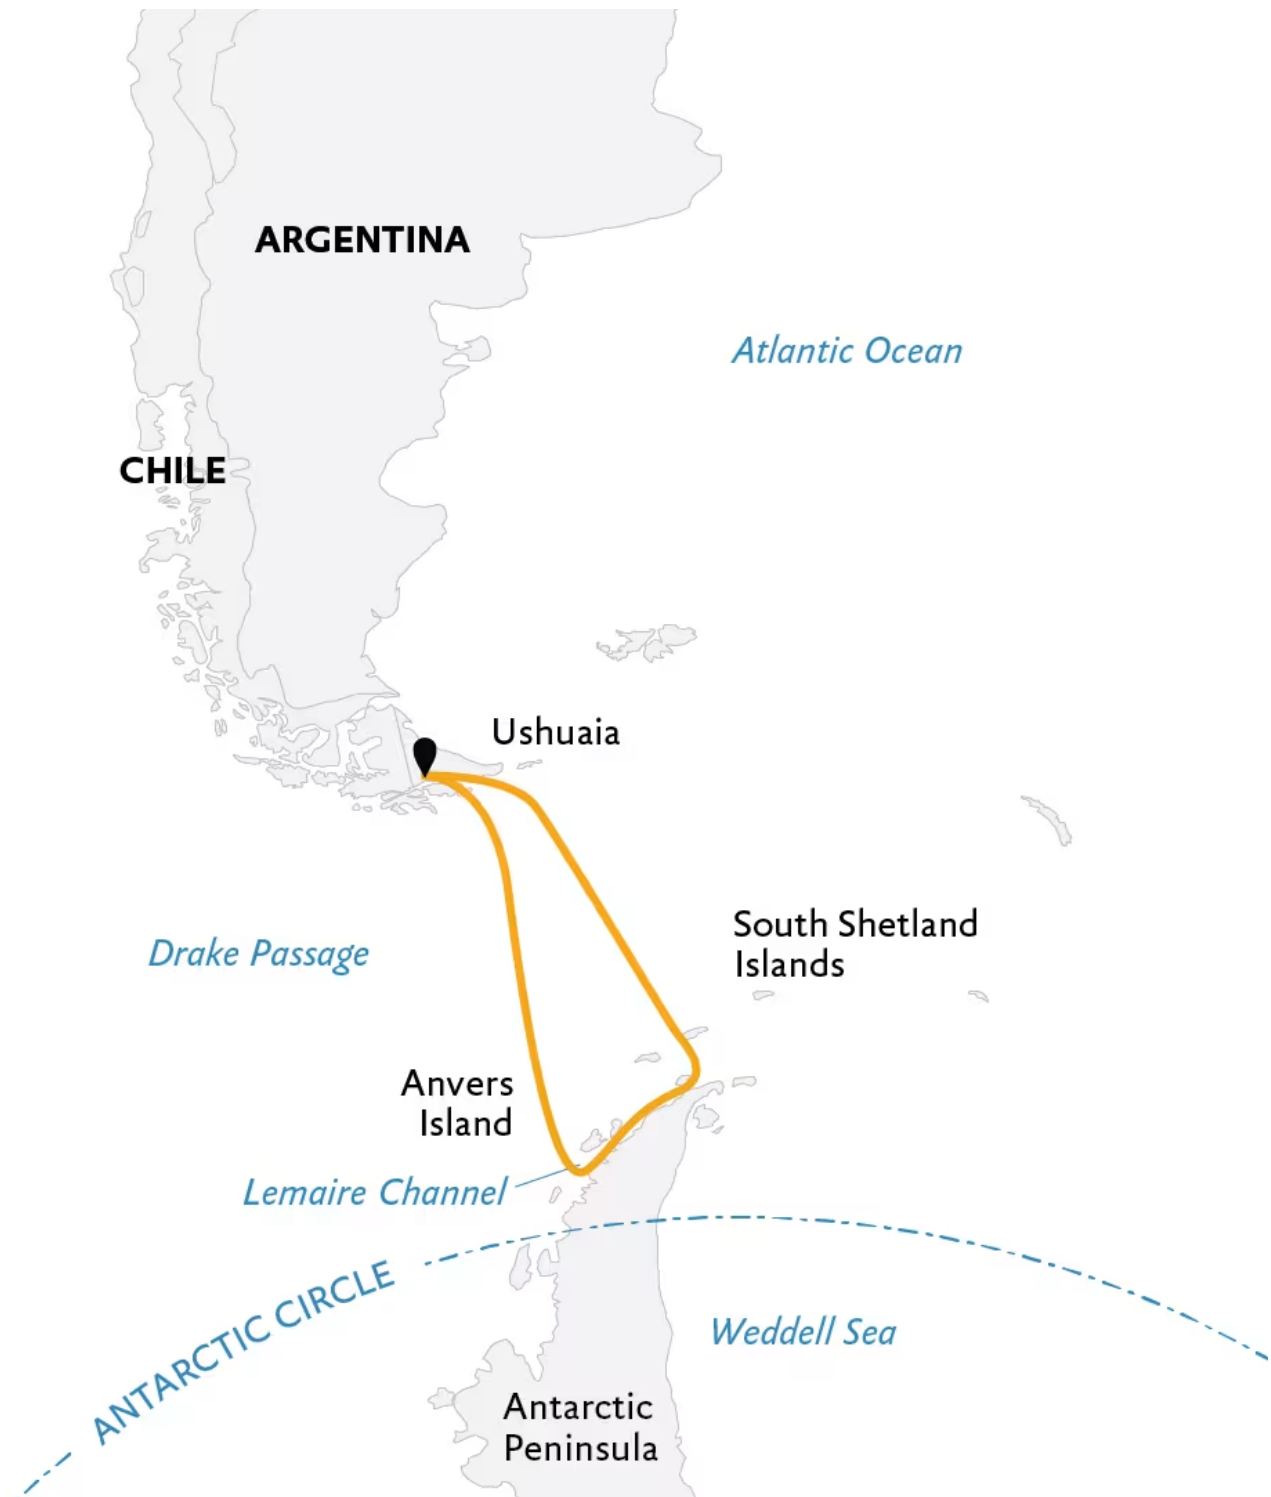 ARGENTINA
Atlantic Ocean
CHILE
Ushuaia
South Shetland
Islands
Drake Passage
Anvers
Island
Lemaire Channel
ANTARCTIC CIRCLE
Weddell Sea
Antarctic
Peninsula